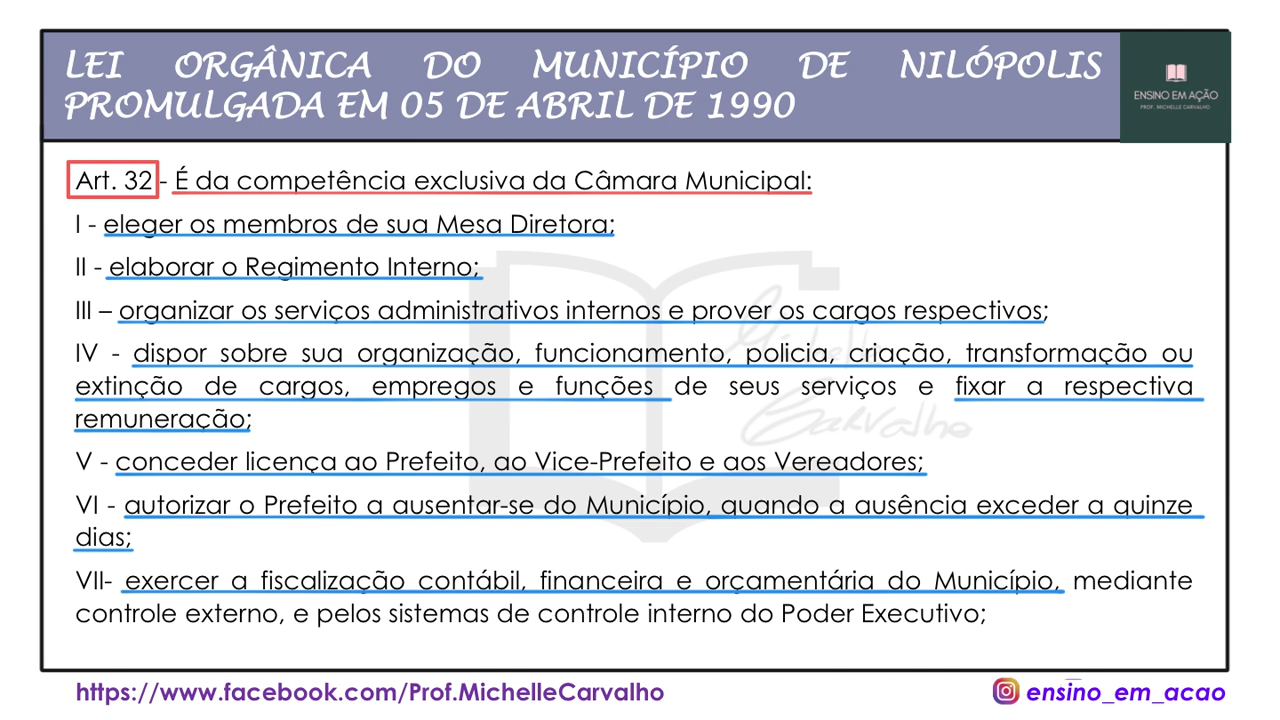 LEI ORGÂNICA DO MUNICÍPIO DE NILÓPOLIS
PROMULGADA EM 05 DE ABRIL DE 1990
ENSINO EM AÇÃO
PROF. MICHELLE CARVALHO
Art. 32 - É da competência exclusiva da Câmara Municipal:
I - eleger os membros de sua Mesa Diretora;
II - elaborar o Regimento Interno;
III – organizar os serviços administrativos internos e prover os cargos respectivos;
IV - dispor sobre sua organização, funcionamento, policia, criação, transformação ou
extinção de cargos, empregos e funções de seus serviços e fixar a respectiva
remuneração;
V - conceder licença ao Prefeito, ao Vice-Prefeito e aos Vereadores;
VI - autorizar o Prefeito a ausentar-se do Município, quando a ausência exceder a quinze
dias;
VII- exercer a fiscalização contábil, financeira e orçamentária do Município, mediante
controle externo, e pelos sistemas de controle interno do Poder Executivo;
Michelle
Carvalho
https://www.facebook.com/Prof.MichelleCarvalho
ensino_em_acao